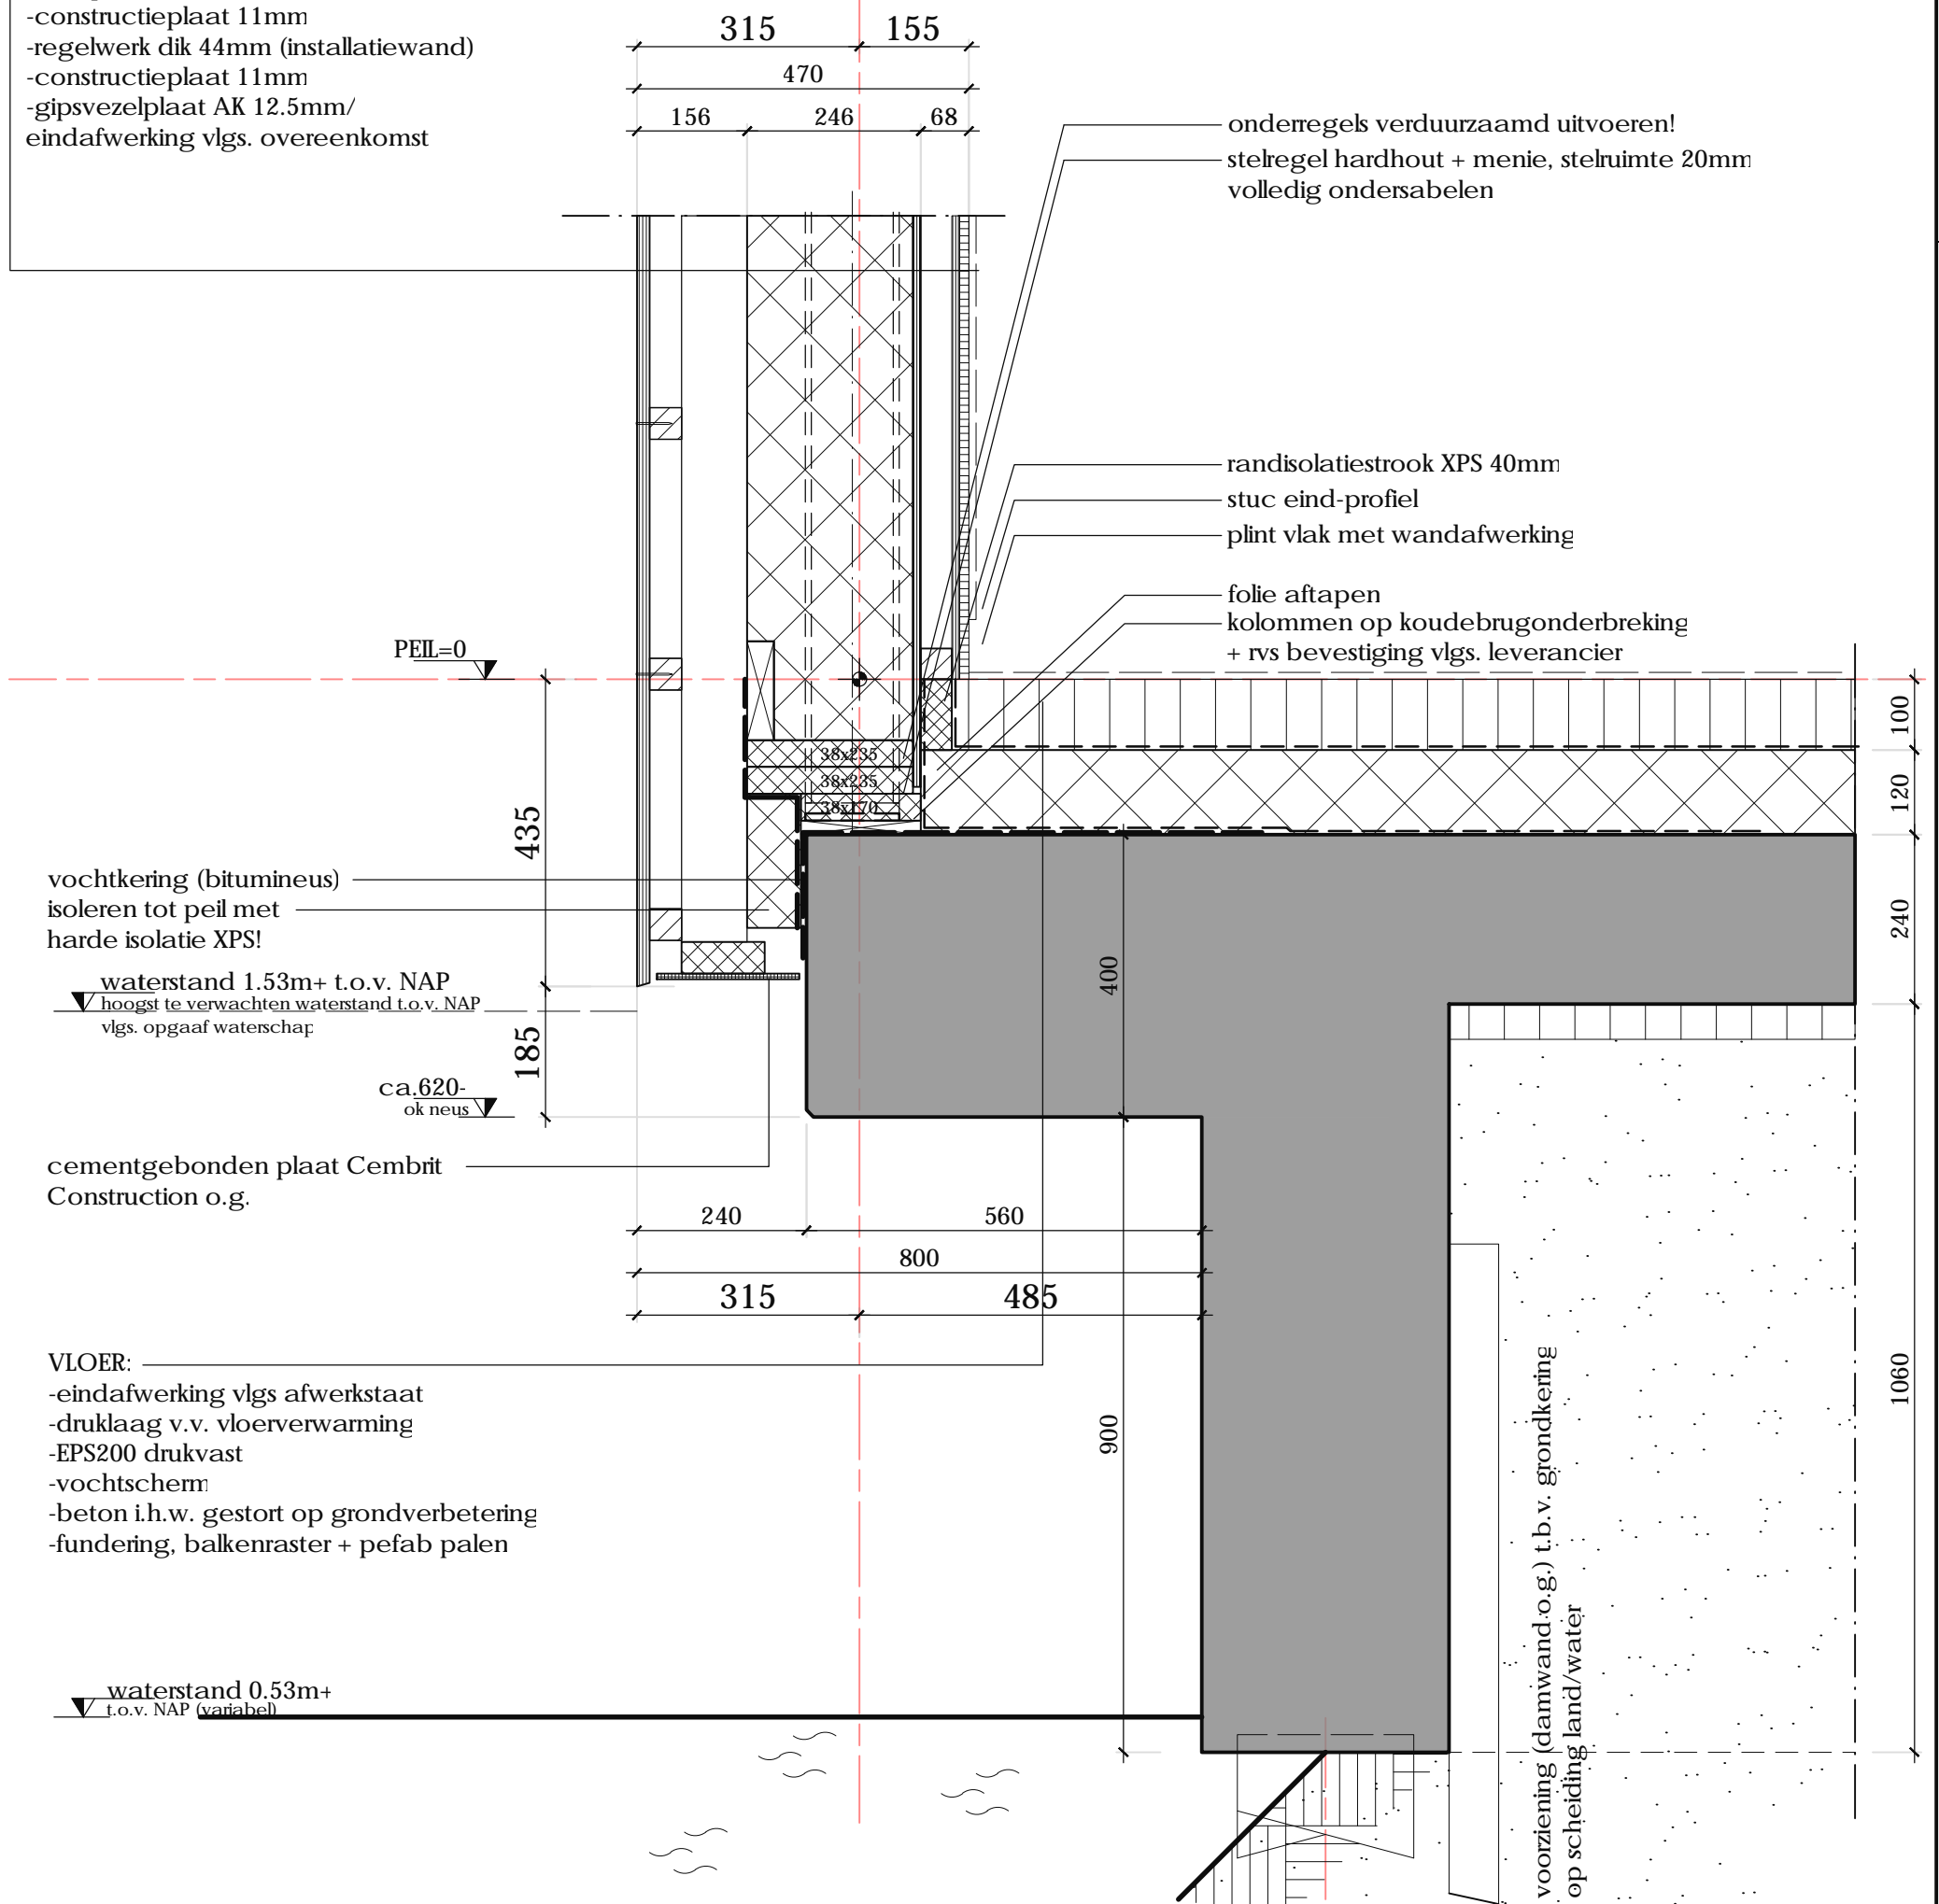 -constructieplaat 11mm
-regelwerk dik 44mm (installatiewand)
-constructieplaat 11mm
-gipsvezelplaat AK 12.5mm/
eindafwerking vlgs. overeenkomst
315 155
470
156 246 68
onderregels verduurzaamd uitvoeren!
stelregel hardhout + menie, stelruimte 20mm
volledig ondersabelen
randisolatiestrook XPS 40mm
stuc eind-profiel
plint vlak met wandafwerking
folie aftapen
kolommen op koudebrugonderbreking
+ rvs bevestiging vlgs. leverancier
PEIL=0
100
120
240
1060
38x235
38x235
38x170
435
185
400
900
vochtkering (bitumineus)
isoleren tot peil met
harde isolatie XPS!
waterstand 1.53m+ t.o.v. NAP
hoogst te verwachten waterstand t.o.v. NAP
vlgs. opgaaf waterschap
ca.620-
ok neus
cementgebonden plaat Cembrit
Construction o.g.
240 560
800
315 485
VLOER:
-eindafwerking vlgs afwerkstaat
-druklaag v.v. vloerverwarming
-EPS200 drukvast
-vochtscherm
-beton i.h.w. gestort op grondverbetering
-fundering, balkenraster + pefab palen
waterstand 0.53m+
t.o.v. NAP (variabel)
voorziening (damwand o.g.) t.b.v. grondkering
op scheiding land/water